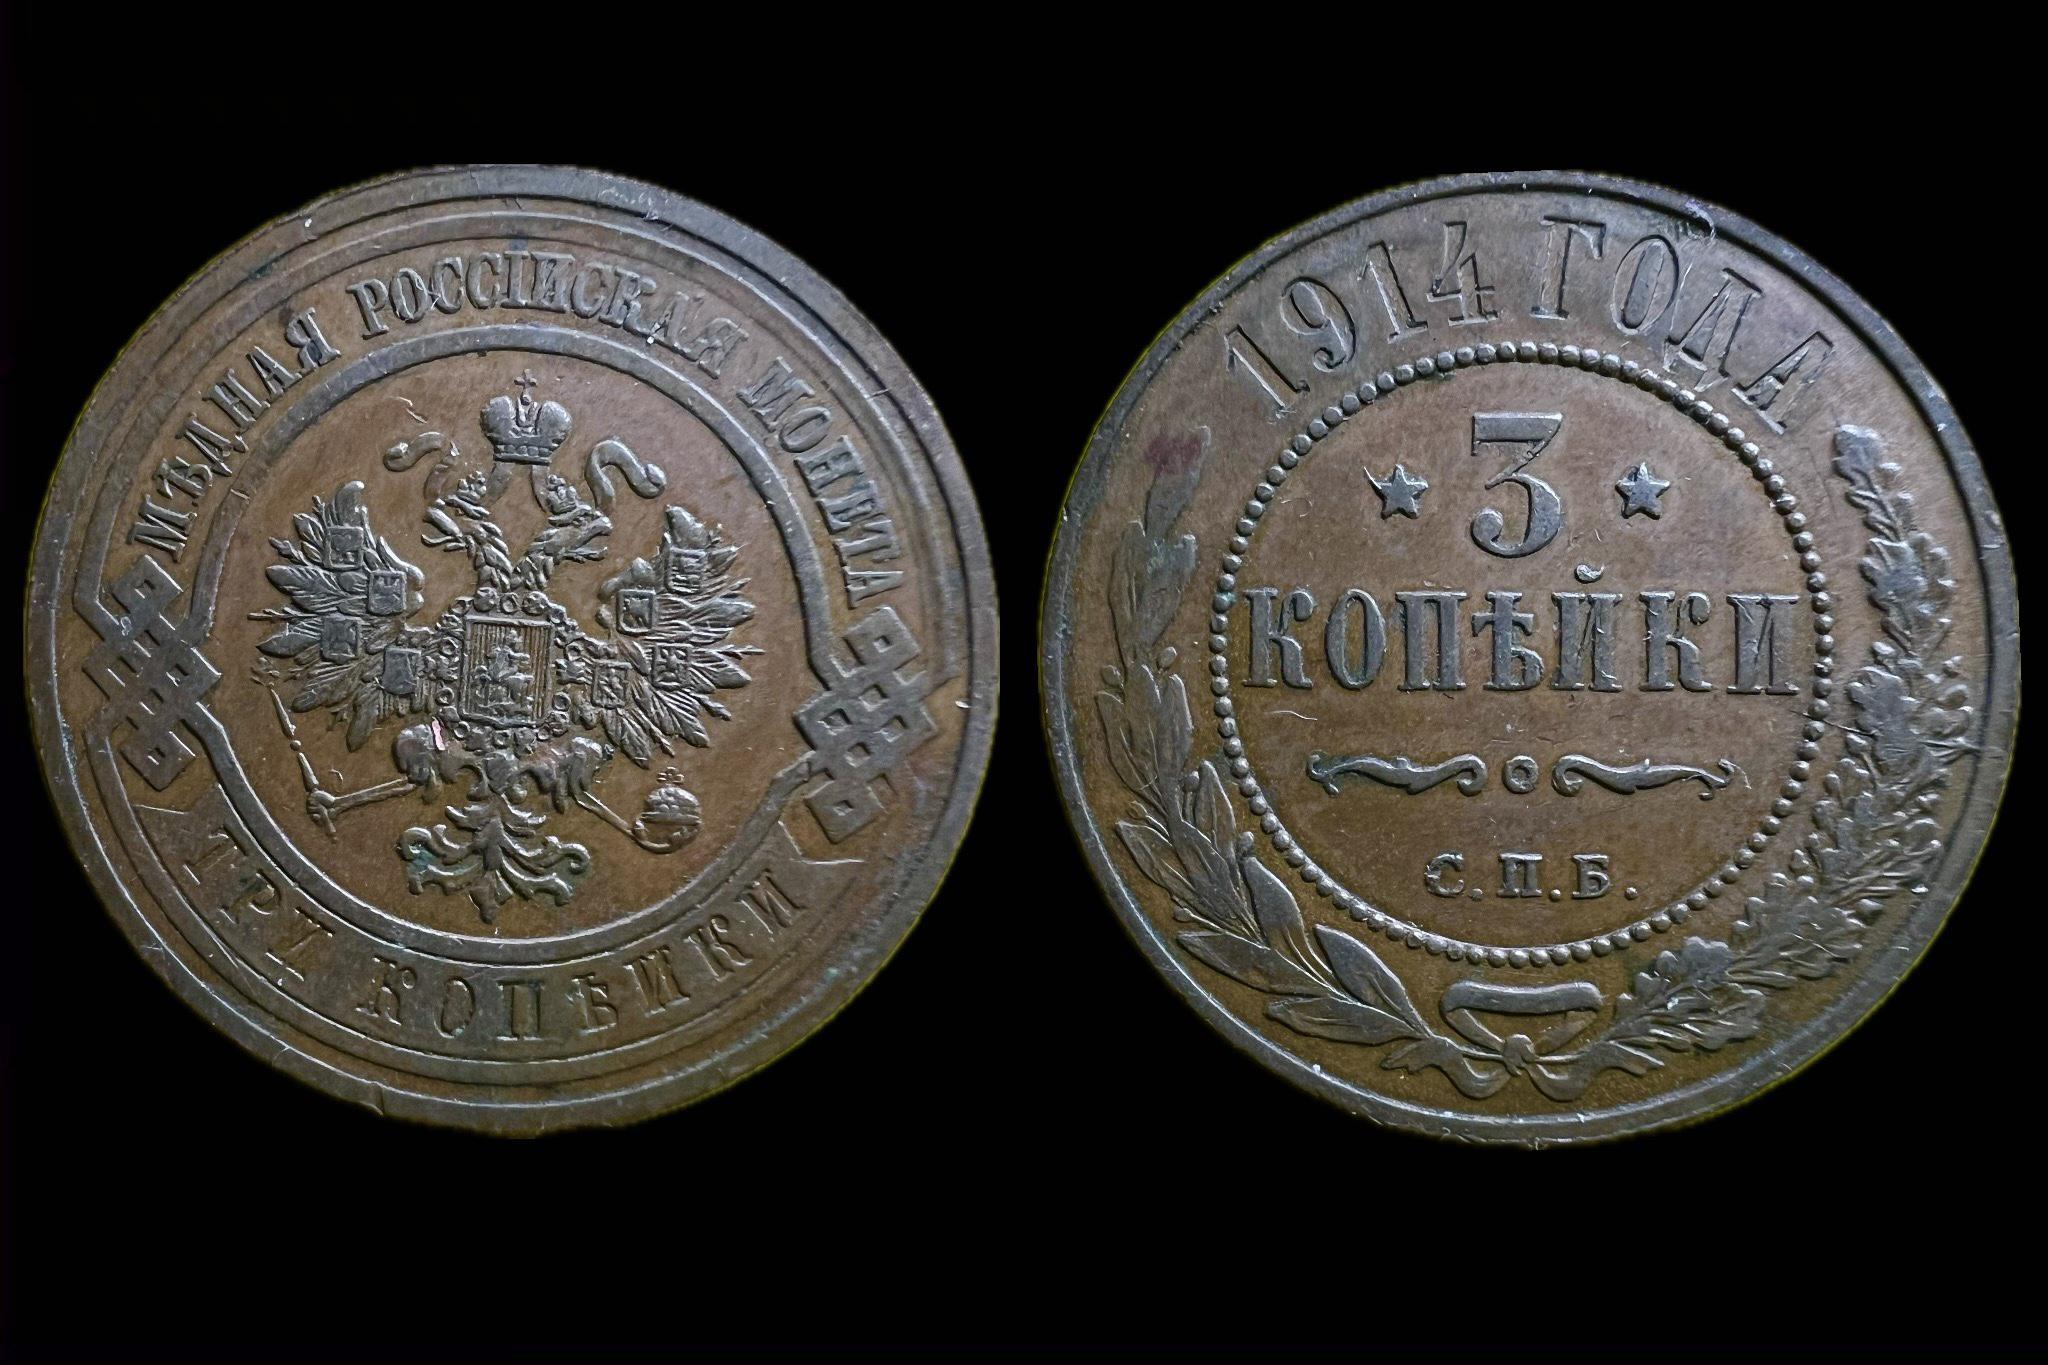 МѢДНАЯ РОССІЙСКАЯ МОНЕТА
ТРИ КОПѢЙКИ
1914 ГОДА
3
КОПѢЙКИ
С.П.Б.